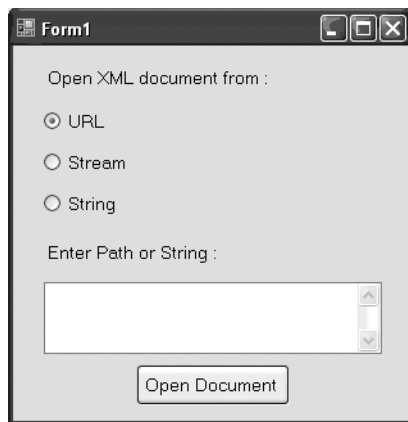 Form1
Open XML document from :
URL
Stream
String
Enter Path or String :
Open Document